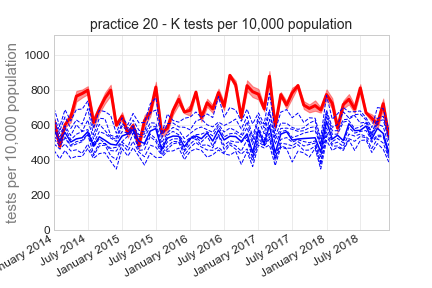 practice 20 - K tests per 10,000 population
tests per 10,000 population
1000
800
600
400
200
0
nuary 2014
July 2014
January 2015
July 2015
January 2016
July 2016
January 2017
July 2017
January 2018
July 2018